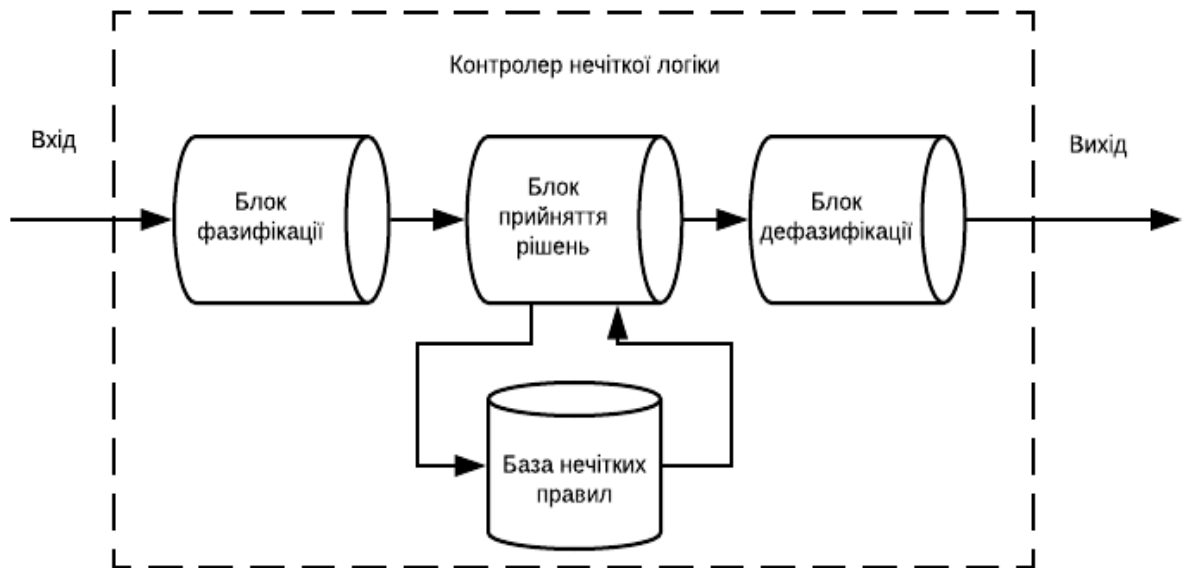 Контролер нечіткої логіки
Вхід
Вихід
Блок
фазифікації
Блок
прийняття
рішень
Блок
дефазифікації
База нечітких
правил